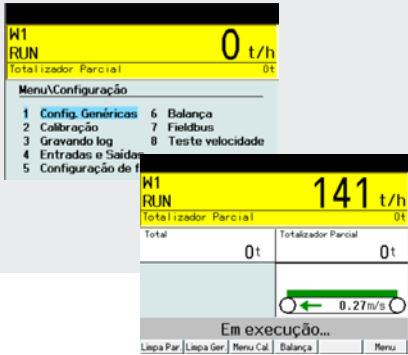 W1
RUN 0 t/h
Totalizador Parcial 0t
Menu\Configuração
1 Config. Genéricas 6 Balança
2 Calibração 7 Fieldbus
3 Gravando log 8 Teste velocidade
4 Entradas e Saídas
5 Configuração de f
W1
RUN 141 t/h
Totalizador Parcial 0t
Total Totalizador Parcial
0t 0t
0.27m/s
Em execução...
Limpa Par. Limpa Ger. Menu Cal. Balança Menu